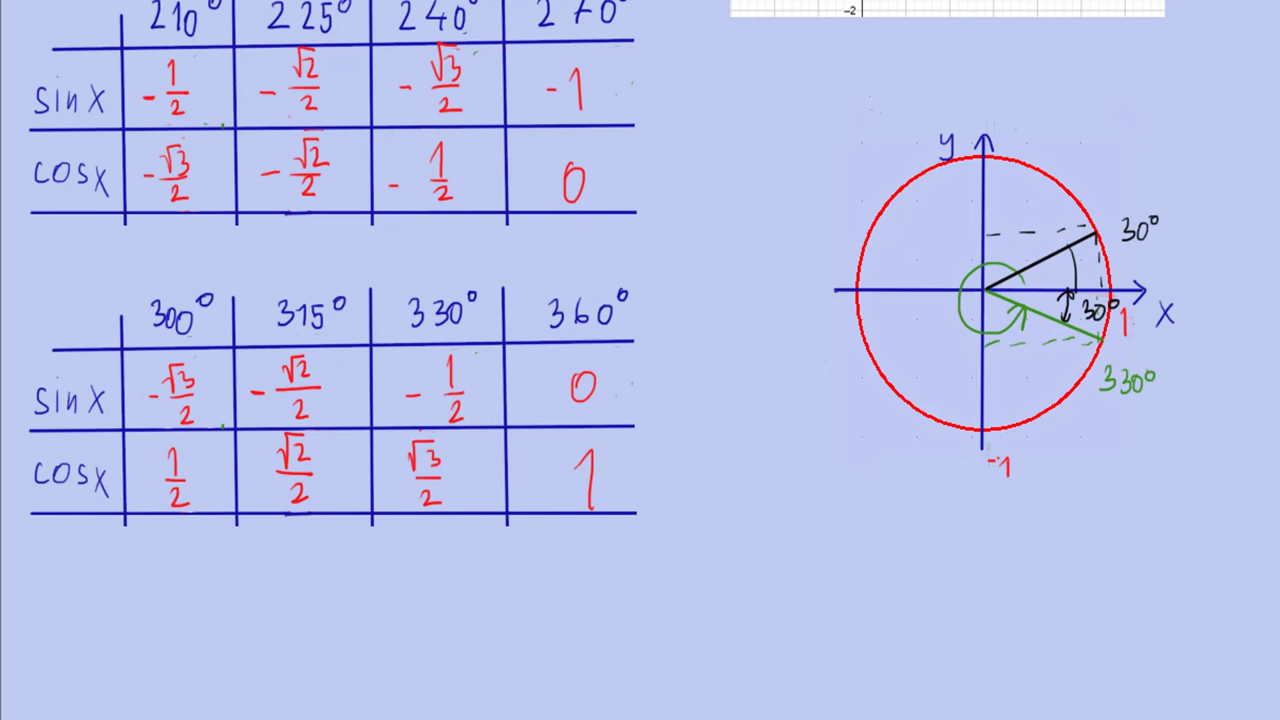 210° 225° 240° 270°
sin x -1/2 -√2/2 -√3/2 -1
cos x -√3/2 -√2/2 -1/2 0
300° 315° 330° 360°
sin x -√3/2 -√2/2 -1/2 0
cos x 1/2 √2/2 √3/2 1
-2
y
30°
30°
1
x
330°
-1